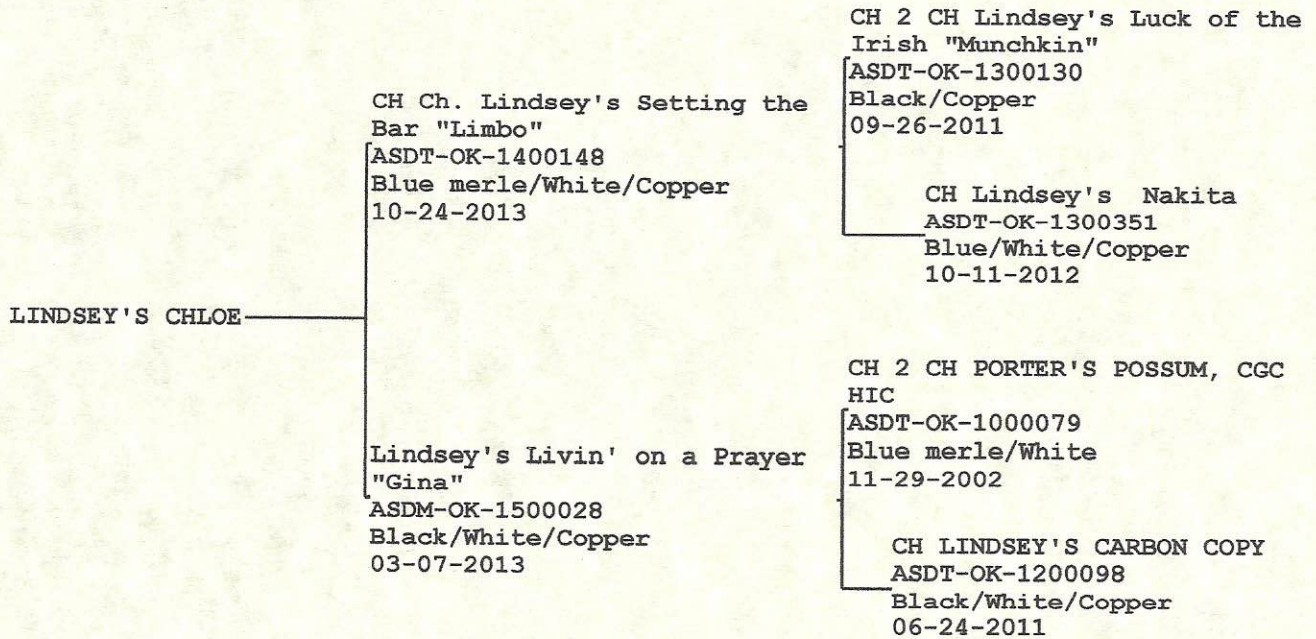 CH 2 CH Lindsey's Luck of the
Irish "Munchkin"
ASDT-OK-1300130
Black/Copper
09-26-2011
CH Ch. Lindsey's Setting the
Bar "Limbo"
ASDT-OK-1400148
Blue merle/White/Copper
10-24-2013
CH Lindsey's Nakita
ASDT-OK-1300351
Blue/White/Copper
10-11-2012
LINDSEY'S CHLOE
CH 2 CH PORTER'S POSSUM, CGC
HIC
ASDT-OK-1000079
Blue merle/White
11-29-2002
Lindsey's Livin' on a Prayer
"Gina"
ASDM-OK-1500028
Black/White/Copper
03-07-2013
CH LINDSEY'S CARBON COPY
ASDT-OK-1200098
Black/White/Copper
06-24-2011